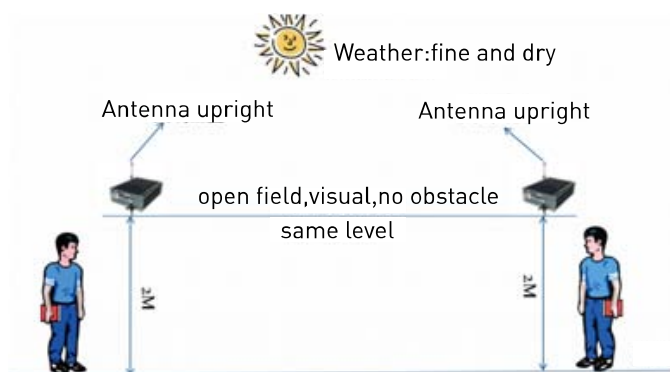 Weather:fine and dry
Antenna upright
Antenna upright
open field,visual,no obstacle
same level
2M
2M